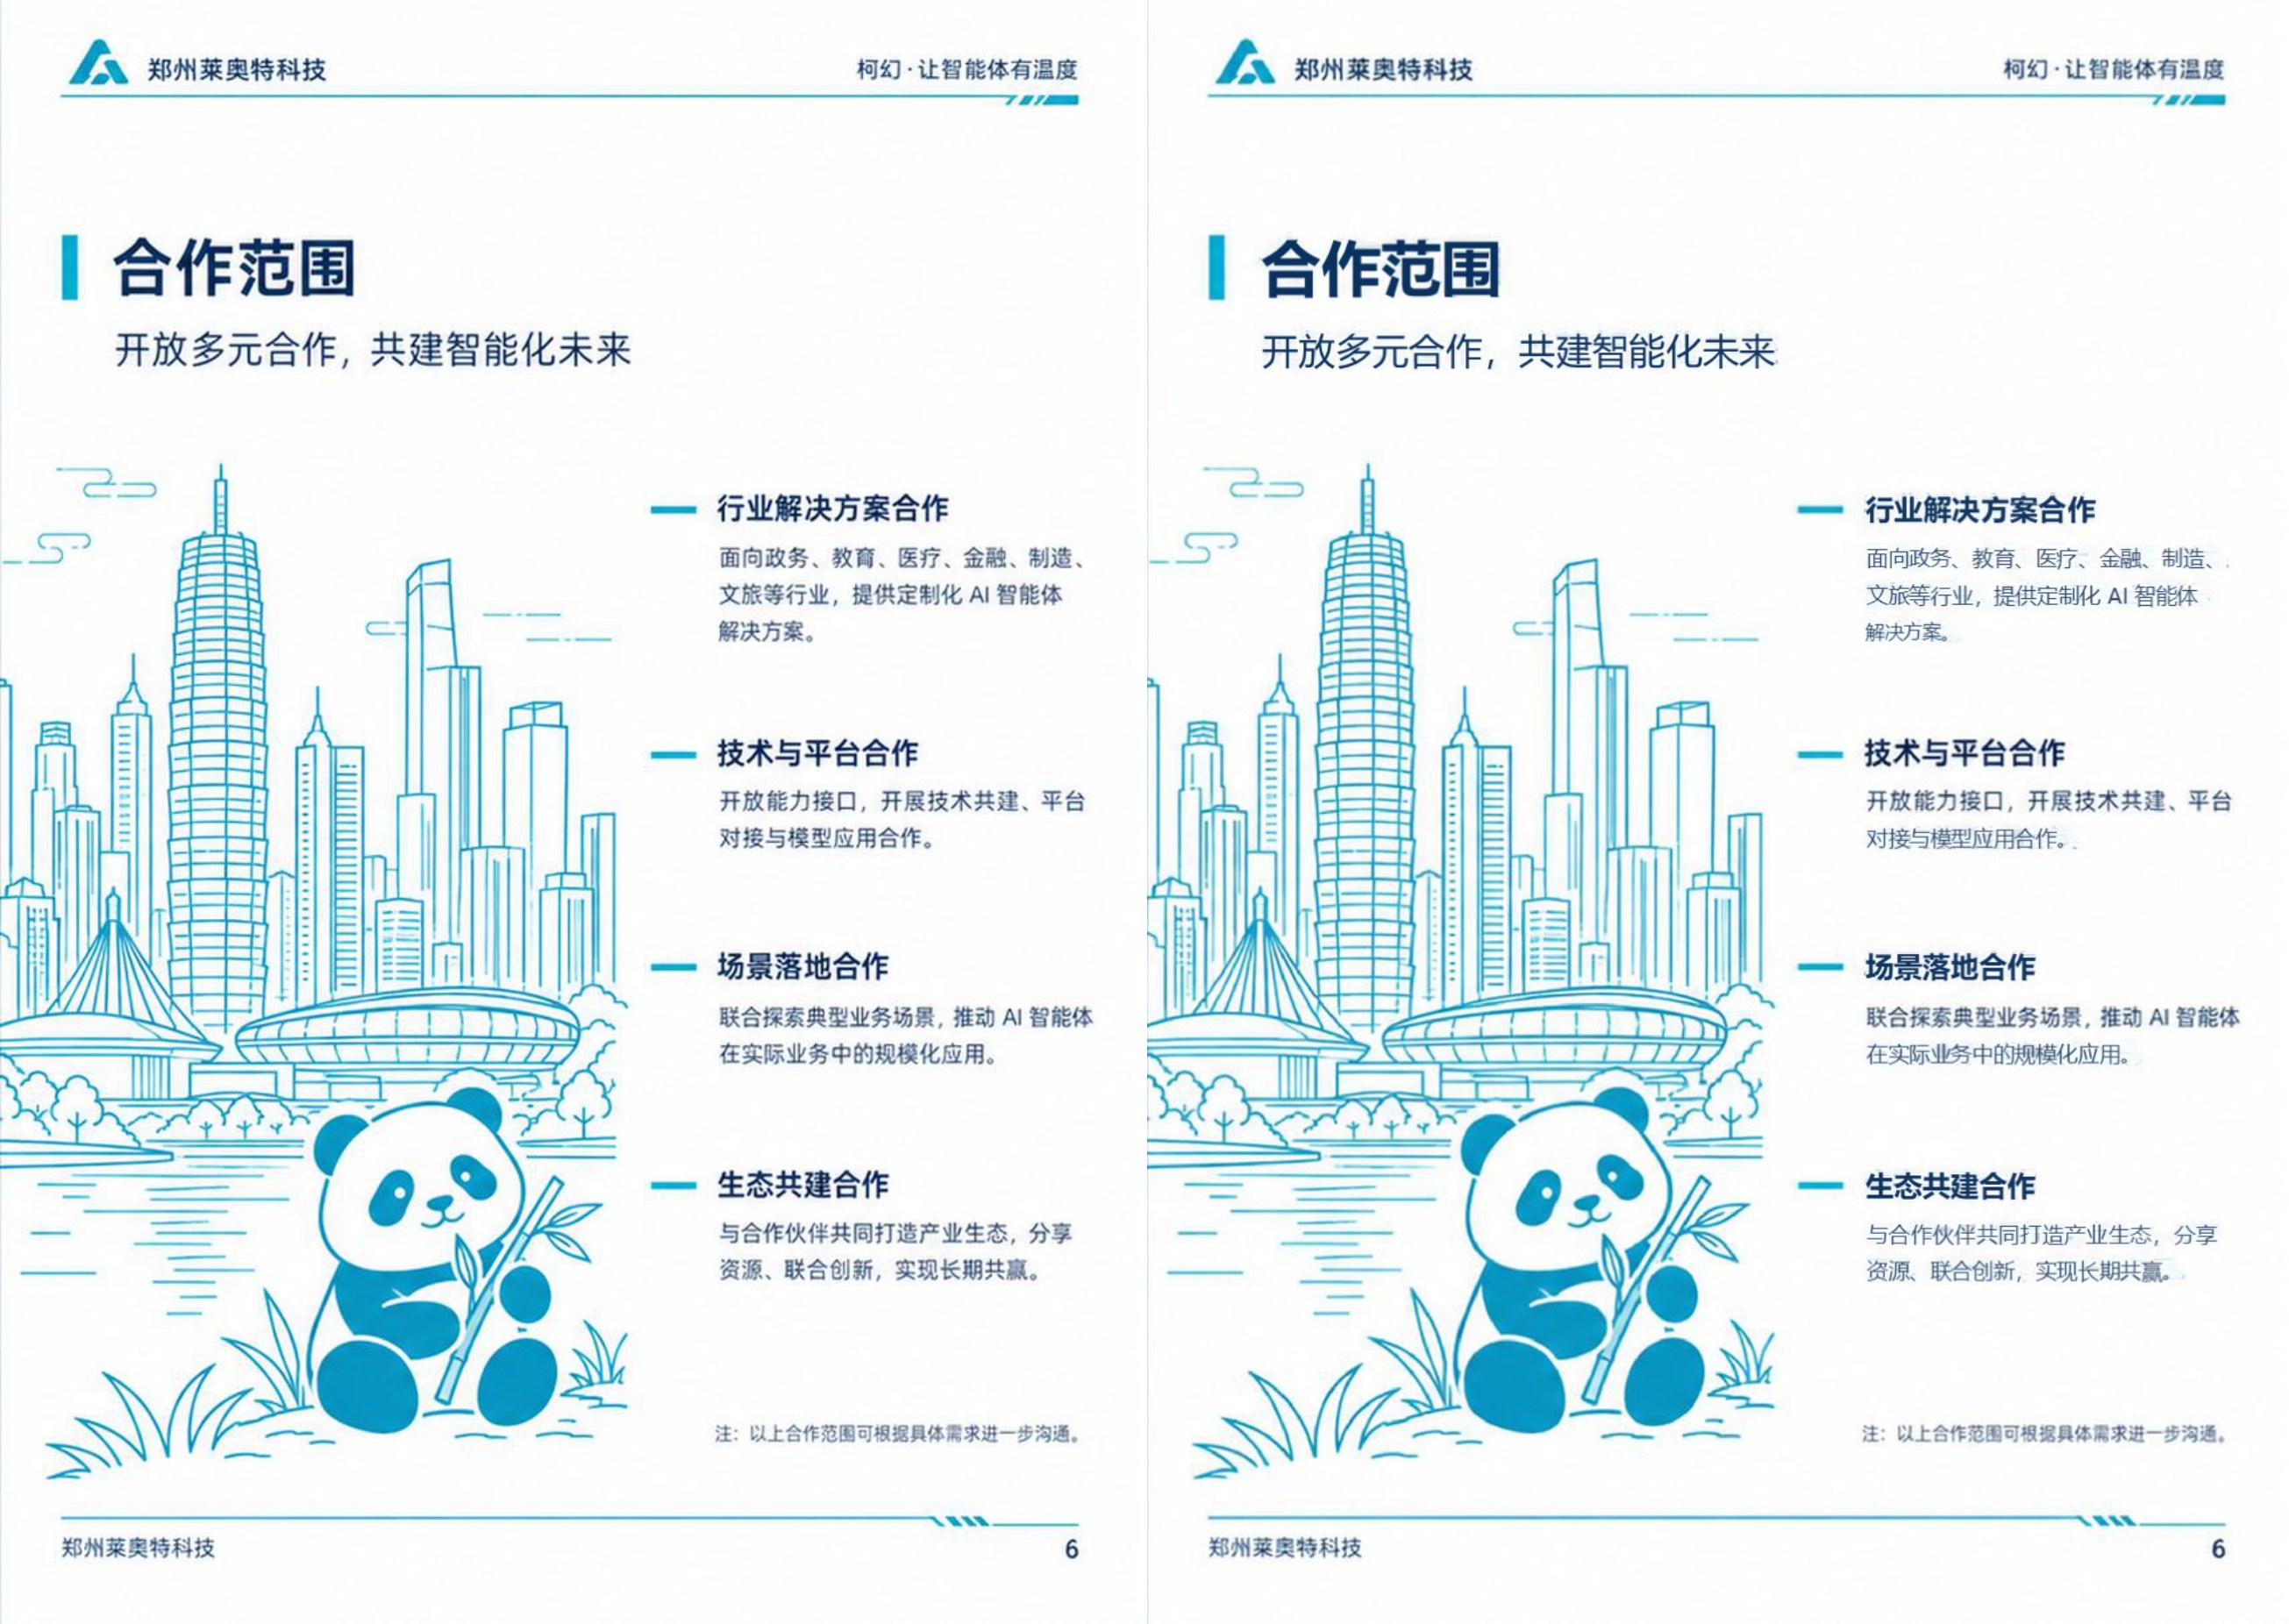 郑州莱奥特科技
柯幻·让智能体有温度
合作范围
开放多元合作，共建智能化未来
行业解决方案合作
面向政务、教育、医疗、金融、制造、
文旅等行业，提供定制化 AI 智能体
解决方案。
技术与平台合作
开放能力接口，开展技术共建、平台
对接与模型应用合作。
场景落地合作
联合探索典型业务场景，推动 AI 智能体
在实际业务中的规模化应用。
生态共建合作
与合作伙伴共同打造产业生态，分享
资源、联合创新，实现长期共赢。
注：以上合作范围可根据具体需求进一步沟通。
郑州莱奥特科技
6
郑州莱奥特科技
柯幻·让智能体有温度
合作范围
开放多元合作，共建智能化未来
行业解决方案合作
面向政务、教育、医疗、金融、制造、
文旅等行业，提供定制化 AI 智能体
解决方案。
技术与平台合作
开放能力接口，开展技术共建、平台
对接与模型应用合作。
场景落地合作
联合探索典型业务场景，推动 AI 智能体
在实际业务中的规模化应用。
生态共建合作
与合作伙伴共同打造产业生态，分享
资源、联合创新，实现长期共赢。
注：以上合作范围可根据具体需求进一步沟通。
郑州莱奥特科技
6